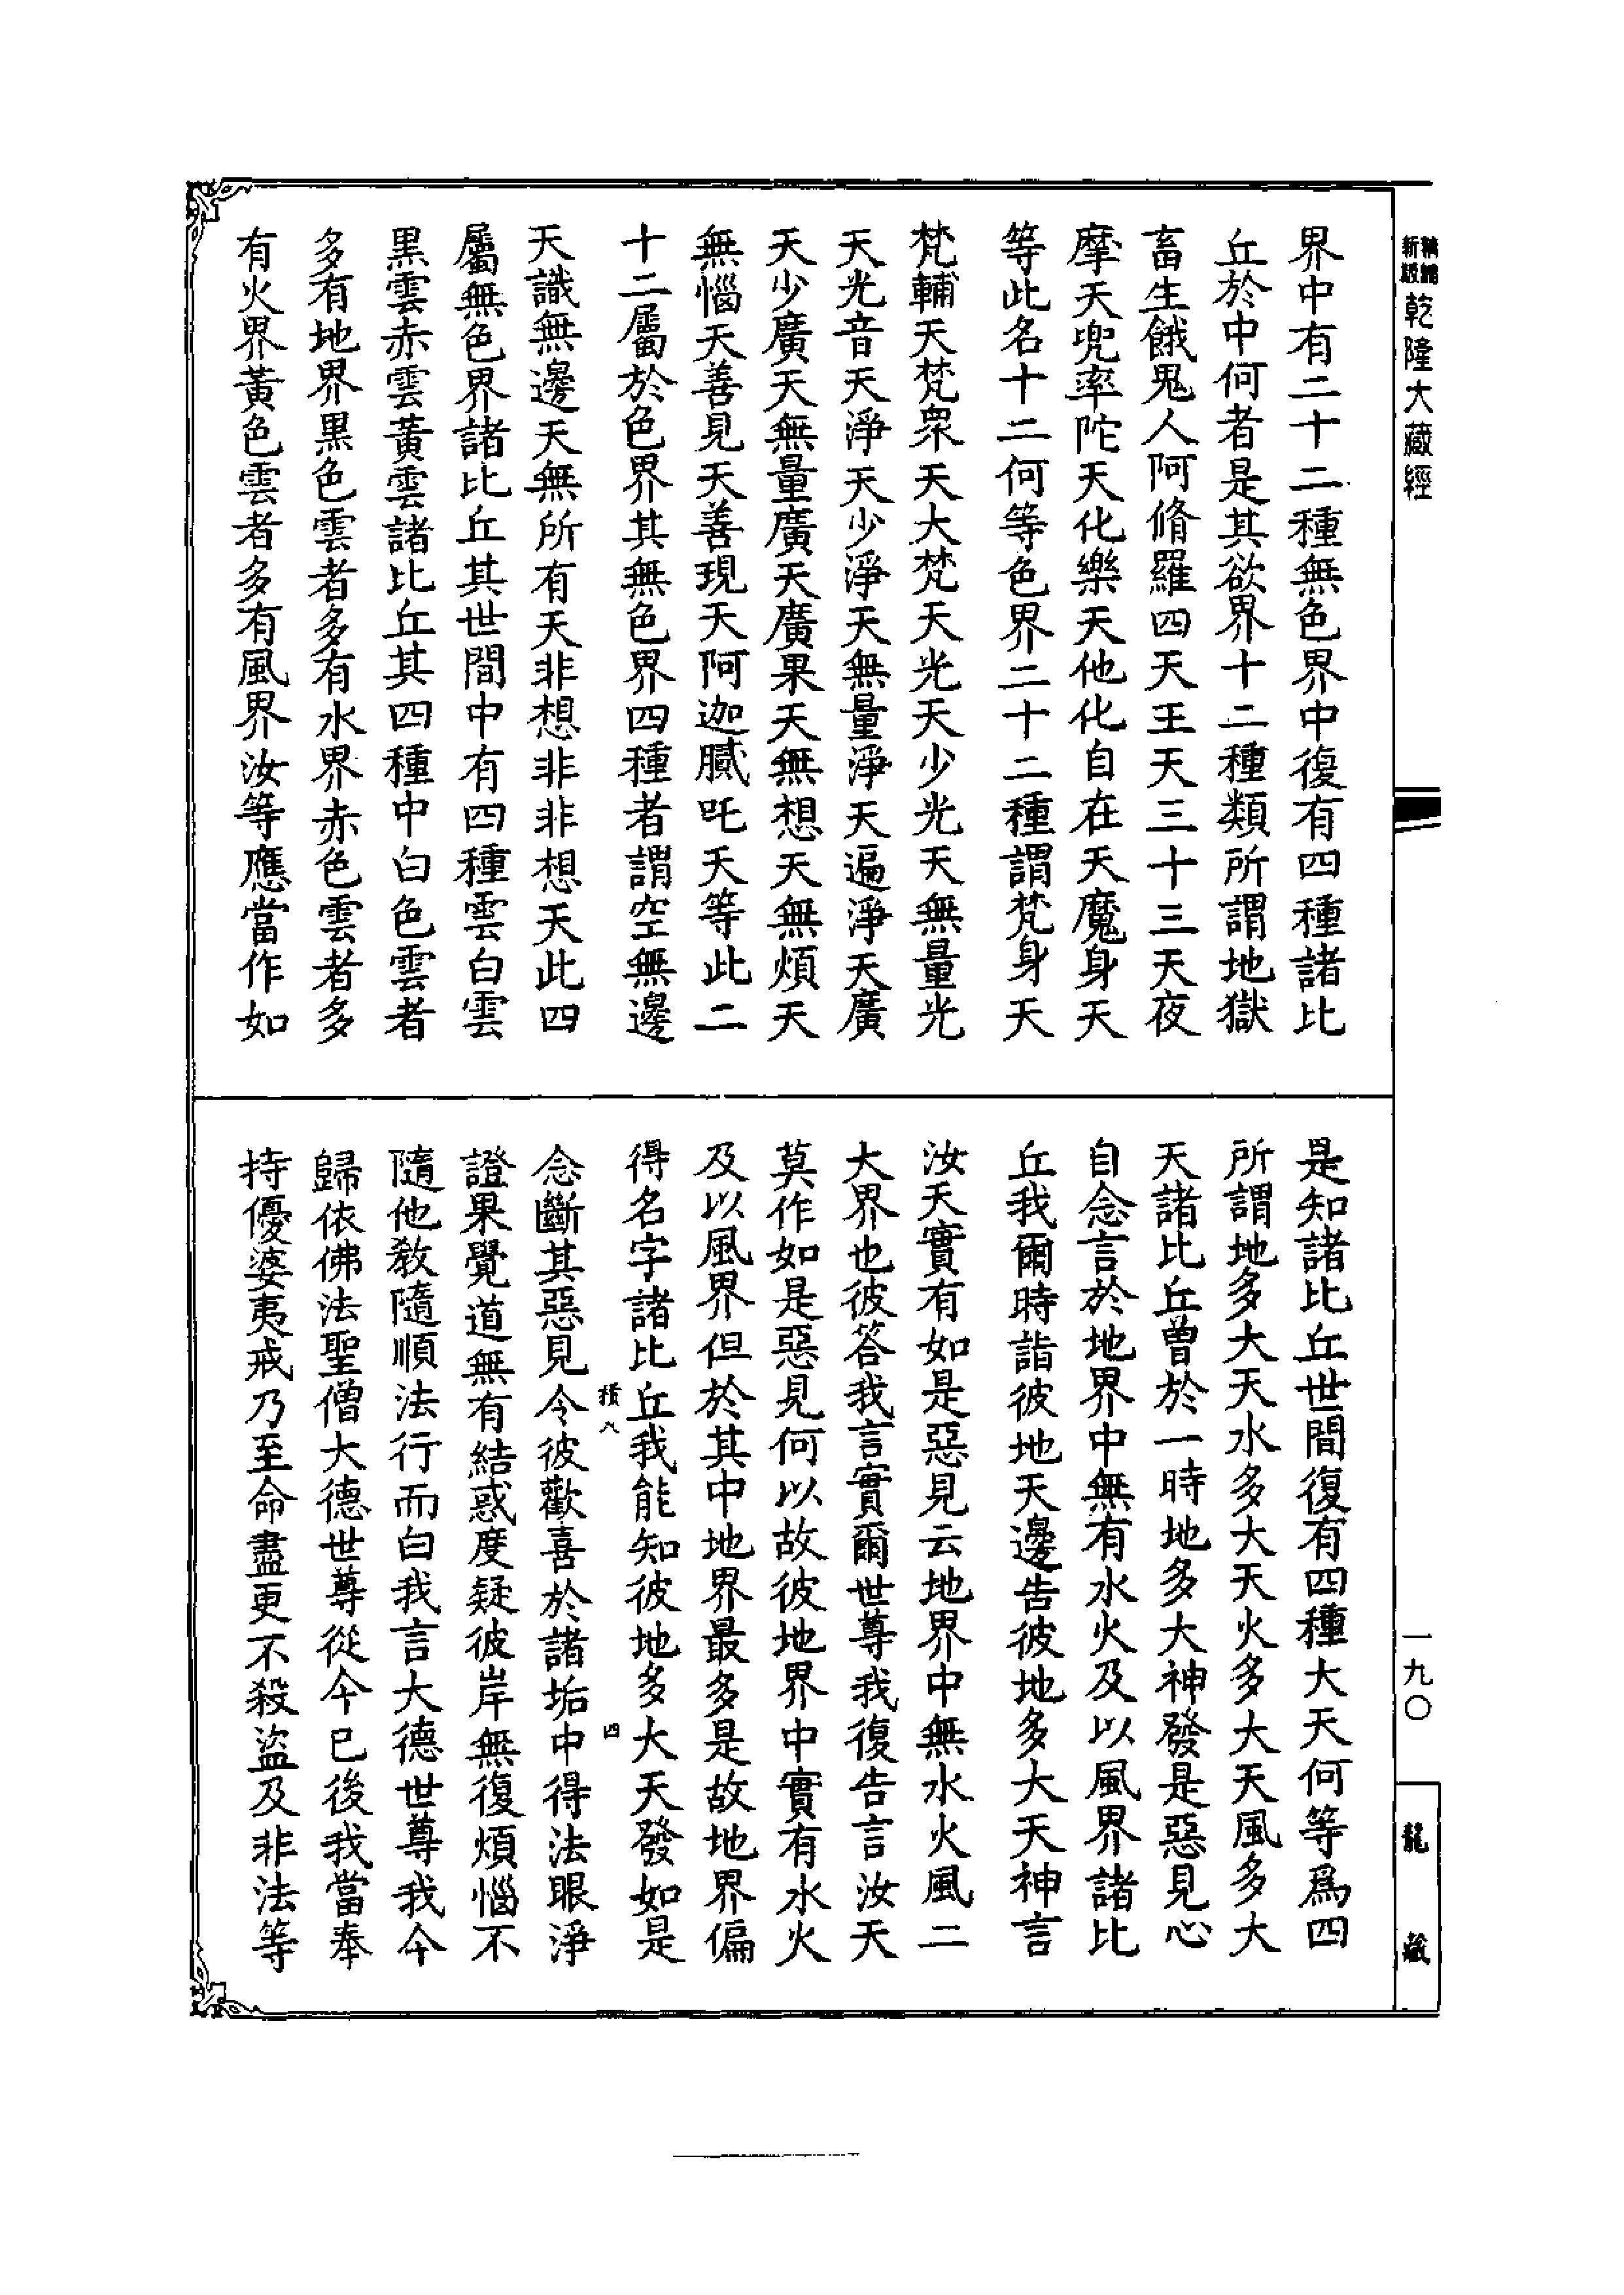 新編縮版
乾隆大藏經
界中有二十二種無色界中復有四種諸比
丘於中何者是其欲界十二種類所謂地獄
畜生餓鬼人阿脩羅四天王天三十三天夜
摩天兜率陀天化樂天他化自在天魔身天
等此名十二何等色界二十二種謂梵身天
梵輔天梵衆天大梵天光天少光天無量光
天光音天淨天少淨天無量淨天遍淨天廣
天少廣天無量廣天廣果天無想天無煩天
無惱天善見天善現天阿迦膩吒天等此二
十二屬於色界其無色界四種者謂空無邊
天識無邊天無所有天非想非非想天此四
屬無色界諸比丘其世間中有四種雲白雲
黒雲赤雲黃雲諸比丘其四種中白色雲者
多有地界黒色雲者多有水界赤色雲者多
有火界黃色雲者多有風界汝等應當作如
是知諸比丘世間復有四種大天何等爲四
所謂地多大天水多大天火多大天風多大
天諸比丘曾於一時地多大神發是惡見心
自念言於地界中無有水火及以風界諸比
丘我爾時詣彼地天邊告彼地多大天神言
汝天實有如是惡見云地界中無水火風二
大界也彼答我言實爾世尊我復告言汝天
莫作如是惡見何以故彼地界中實有水火
及以風界但於其中地界最多是故地界偏
得名字諸比丘我能知彼地多大天發如是
積八
四
念斷其惡見令彼歡喜於諸垢中得法眼淨
證果覺道無有結惑度疑彼岸無復煩惱不
隨他教隨順法行而白我言大德世尊我今
歸依佛法聖僧大德世尊從今已後我當奉
持優婆夷戒乃至命盡更不殺盜及非法等
一九〇
龍藏